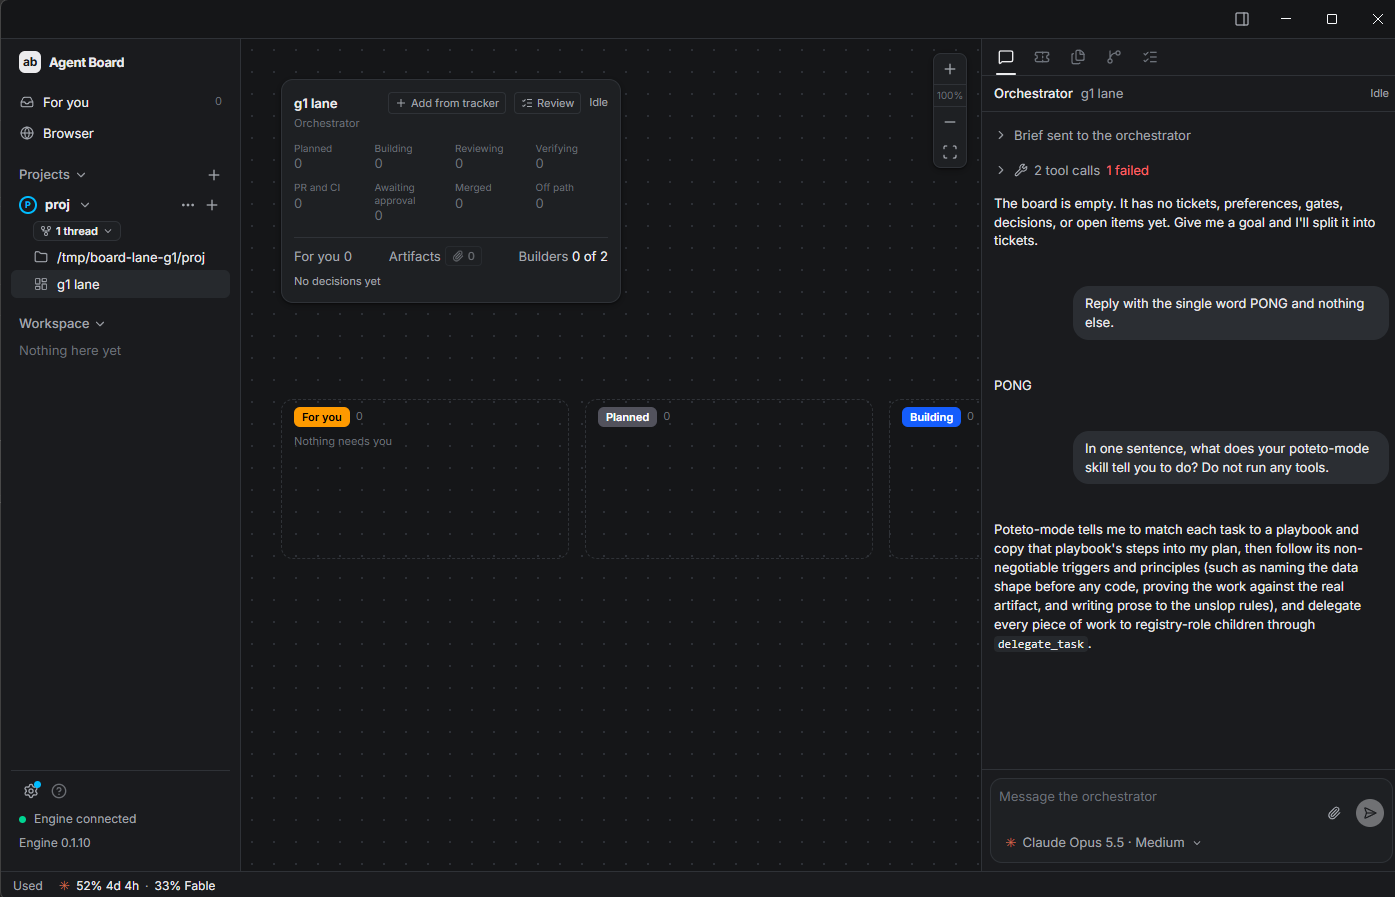 ab Agent Board
For you 0
Browser
Projects
P proj
1 thread
/tmp/board-lane-g1/proj
g1 lane
Workspace
Nothing here yet
Engine connected
Engine 0.1.10
Used 52% 4d 4h · 33% Fable
g1 lane
Add from tracker
Review
Idle
Orchestrator
Planned Building Reviewing Verifying
0 0 0 0
PR and CI Awaiting approval Merged Off path
0 0 0 0
For you 0 Artifacts 0 Builders 0 of 2
No decisions yet
100%
For you 0
Nothing needs you
Planned 0
Building 0
Orchestrator g1 lane Idle
Brief sent to the orchestrator
2 tool calls 1 failed
The board is empty. It has no tickets, preferences, gates,
decisions, or open items yet. Give me a goal and I'll split it into
tickets.
Reply with the single word PONG and nothing
else.
PONG
In one sentence, what does your poteto-mode
skill tell you to do? Do not run any tools.
Poteto-mode tells me to match each task to a playbook and
copy that playbook's steps into my plan, then follow its non-
negotiable triggers and principles (such as naming the data
shape before any code, proving the work against the real
artifact, and writing prose to the unslop rules), and delegate
every piece of work to registry-role children through
delegate_task.
Message the orchestrator
Claude Opus 5.5 · Medium